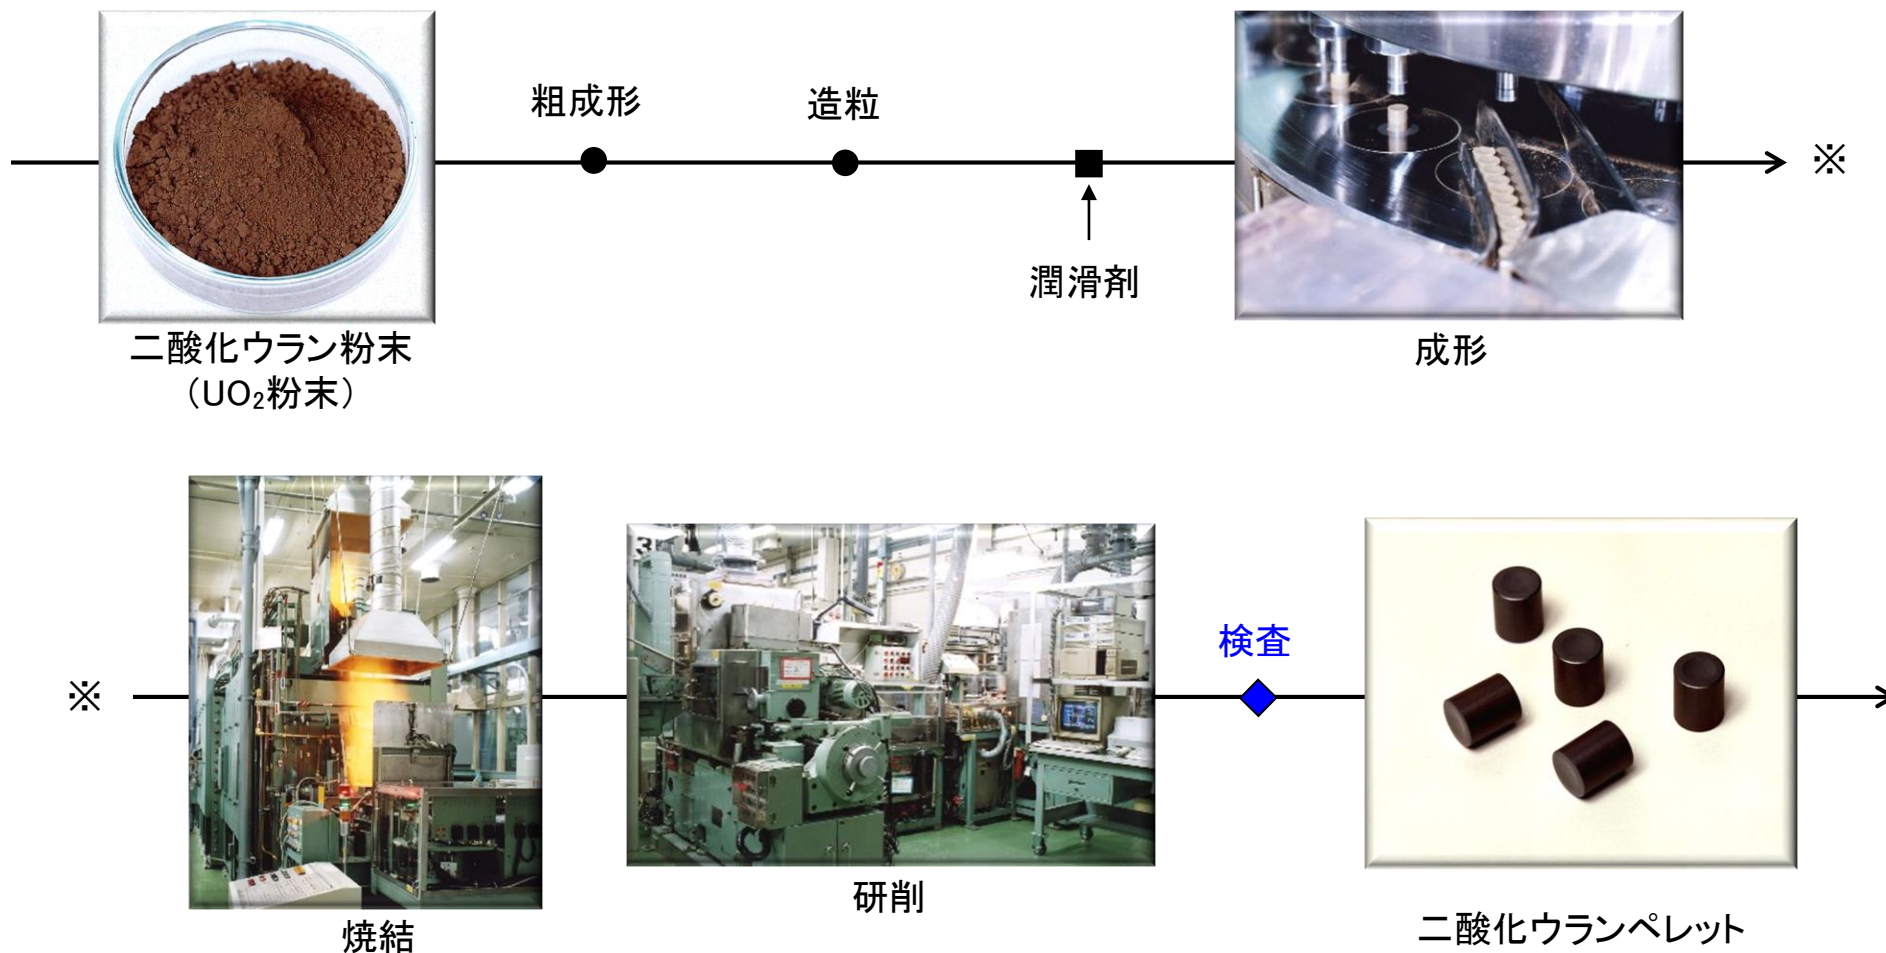 粗成形
造粒
※
潤滑剤
二酸化ウラン粉末
（UO₂粉末）
成形
検査
※
研削
焼結
二酸化ウランペレット